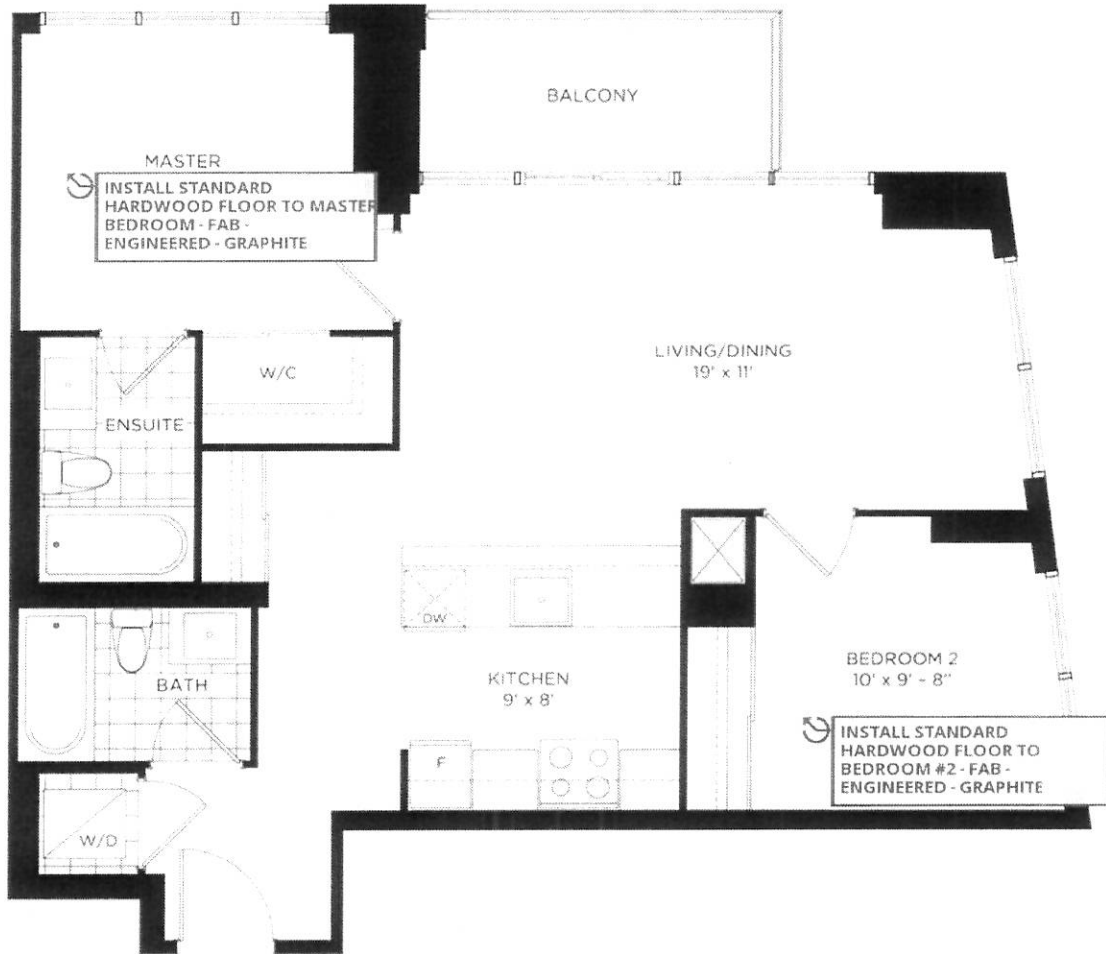 BALCONY
MASTER
INSTALL STANDARD
HARDWOOD FLOOR TO MASTER
BEDROOM - FAB -
ENGINEERED - GRAPHITE
LIVING/DINING
19' x 11'
W/C
ENSUITE
DW
KITCHEN
9' x 8'
BEDROOM 2
10' x 9' - 8"
BATH
INSTALL STANDARD
HARDWOOD FLOOR TO
BEDROOM #2 - FAB -
ENGINEERED - GRAPHITE
F
W/D